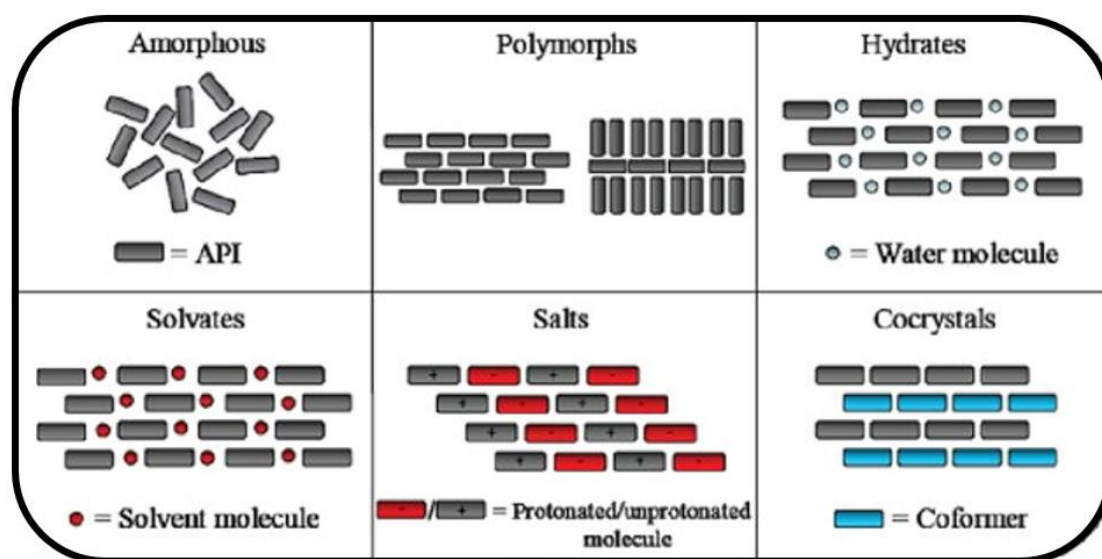 Amorphous
= API
Polymorphs
Hydrates
= Water molecule
Solvates
= Solvent molecule
Salts
+ - + -
+ - + -
+ - + -
+ - + -
- / + = Protonated/unprotonated
molecule
Cocrystals
= Coformer